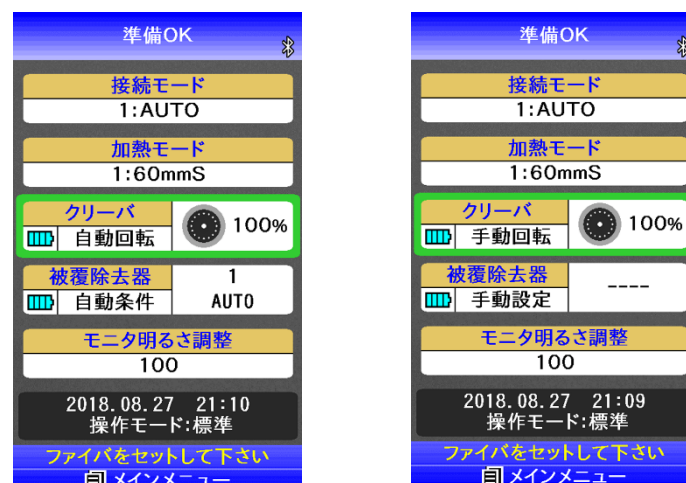 準備OK
接続モード
1:AUTO
加熱モード
1:60mmS
クリーバ
自動回転
100%
被覆除去器
自動条件
1
AUTO
モニタ明るさ調整
100
2018.08.27 21:10
操作モード:標準
ファイバをセットして下さい
メインメニュー
準備OK
接続モード
1:AUTO
加熱モード
1:60mmS
クリーバ
手動回転
100%
被覆除去器
手動設定
----
モニタ明るさ調整
100
2018.08.27 21:09
操作モード:標準
ファイバをセットして下さい
メインメニュー